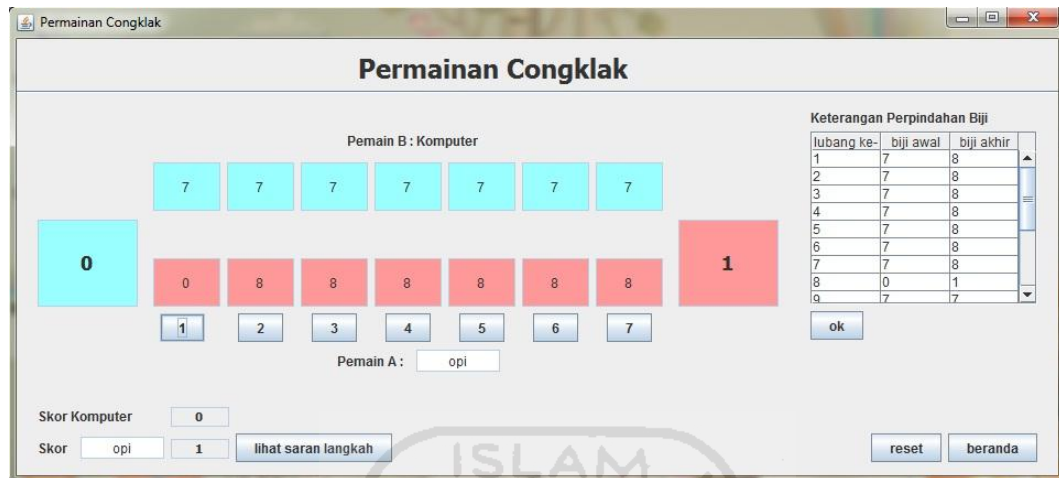 Permainan Congklak
Permainan Congklak
Keterangan Perpindahan Biji
Pemain B : Komputer
lubang ke- biji awal biji akhir
1 7 8
2 7 8
3 7 8
4 7 8
5 7 8
6 7 8
7 7 8
8 0 1
9 7 7
7 7 7 7 7 7 7
0
1
0 8 8 8 8 8 8
1 2 3 4 5 6 7
ok
Pemain A : opi
Skor Komputer 0
Skor opi 1 lihat saran langkah
reset beranda
ISLAM